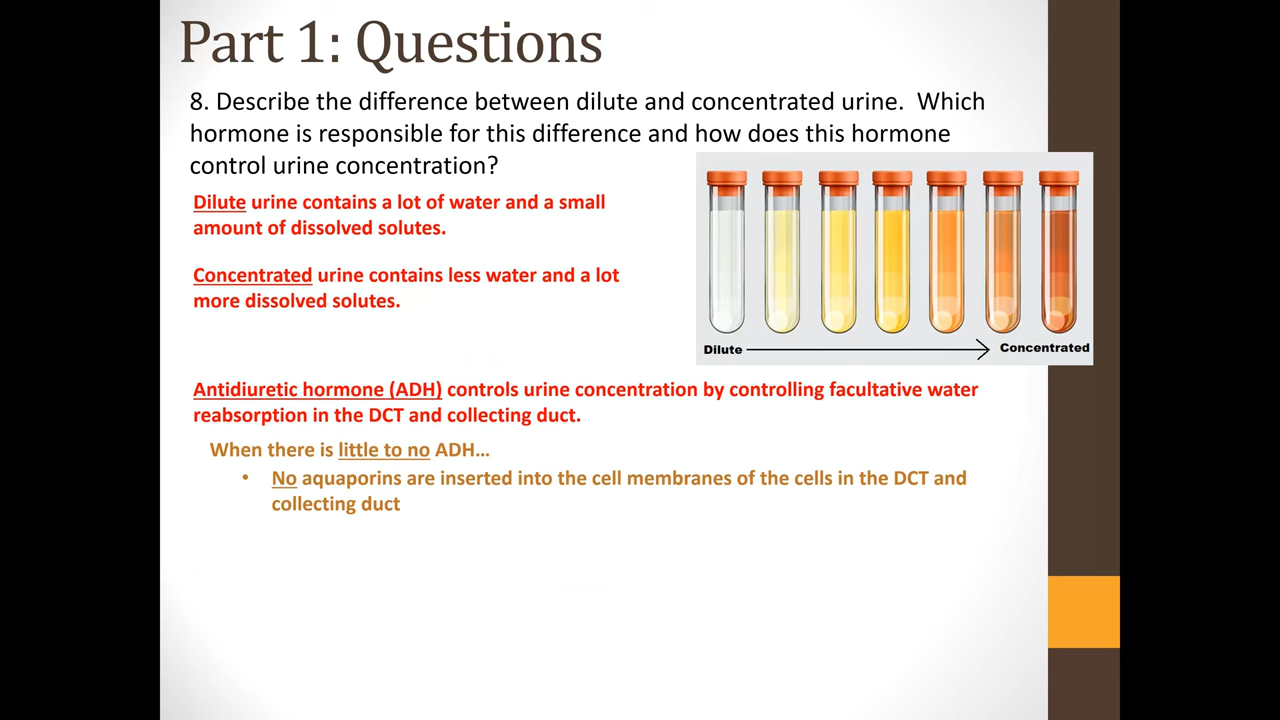 Part 1: Questions
8. Describe the difference between dilute and concentrated urine.  Which
hormone is responsible for this difference and how does this hormone
control urine concentration?
Dilute urine contains a lot of water and a small
amount of dissolved solutes.
Concentrated urine contains less water and a lot
more dissolved solutes.
Dilute
Concentrated
Antidiuretic hormone (ADH) controls urine concentration by controlling facultative water
reabsorption in the DCT and collecting duct.
When there is little to no ADH...
• No aquaporins are inserted into the cell membranes of the cells in the DCT and
collecting duct